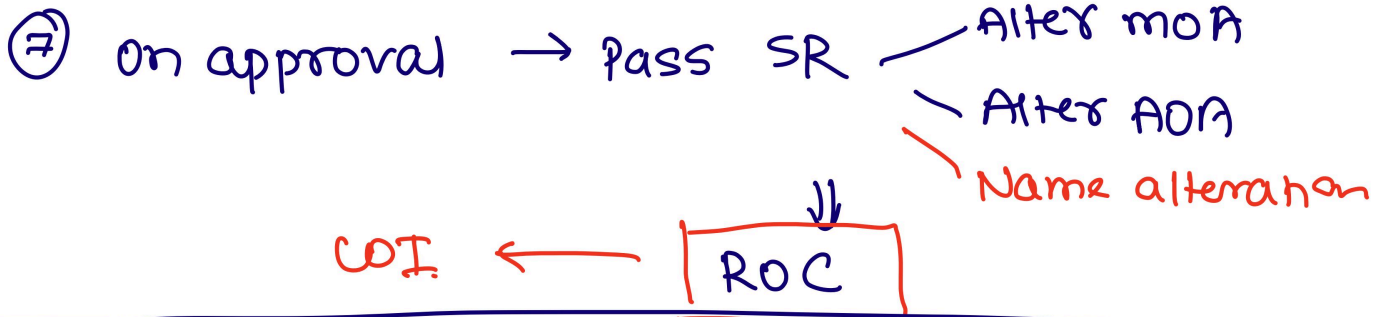 ⑦ on approval → Pass SR
Alter MOA
Alter AOA
Name alteration
COI. ← ROC